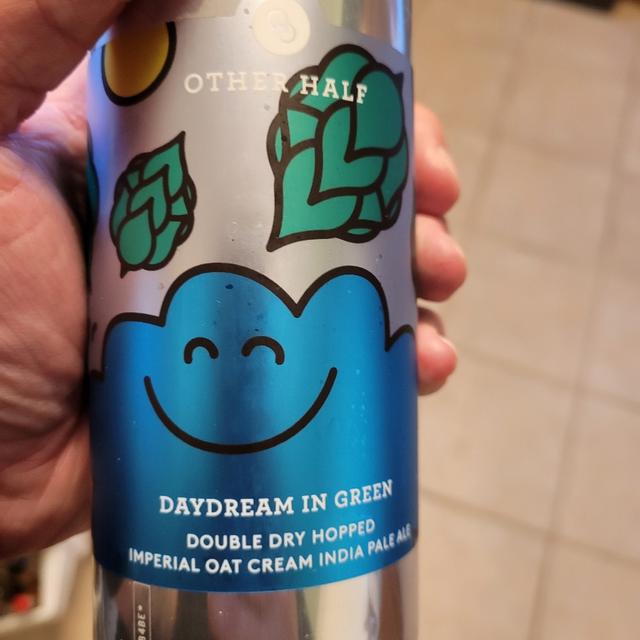 OTHER HALF
DAYDREAM IN GREEN
DOUBLE DRY HOPPED
IMPERIAL OAT CREAM INDIA PALE ALE